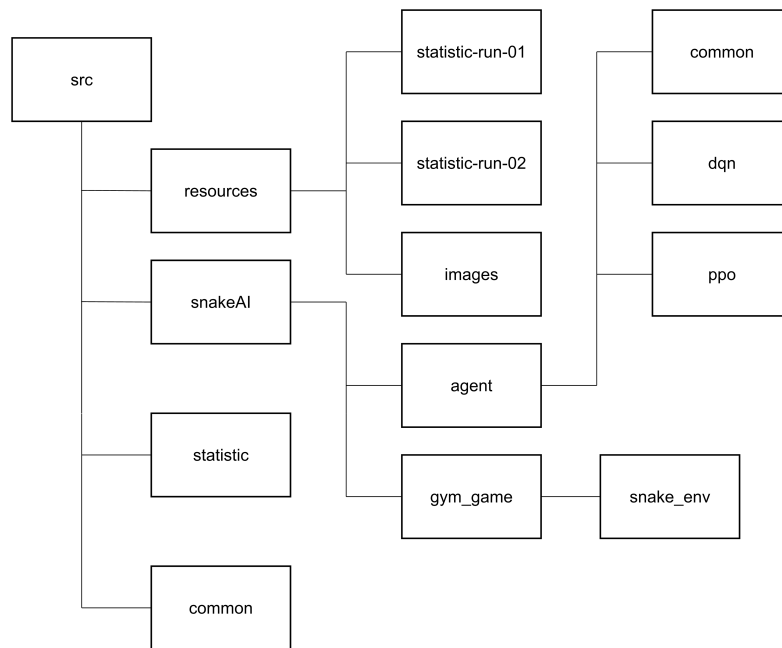 src
resources
statistic-run-01
statistic-run-02
images
snakeAI
agent
common
dqn
ppo
gym_game
snake_env
statistic
common